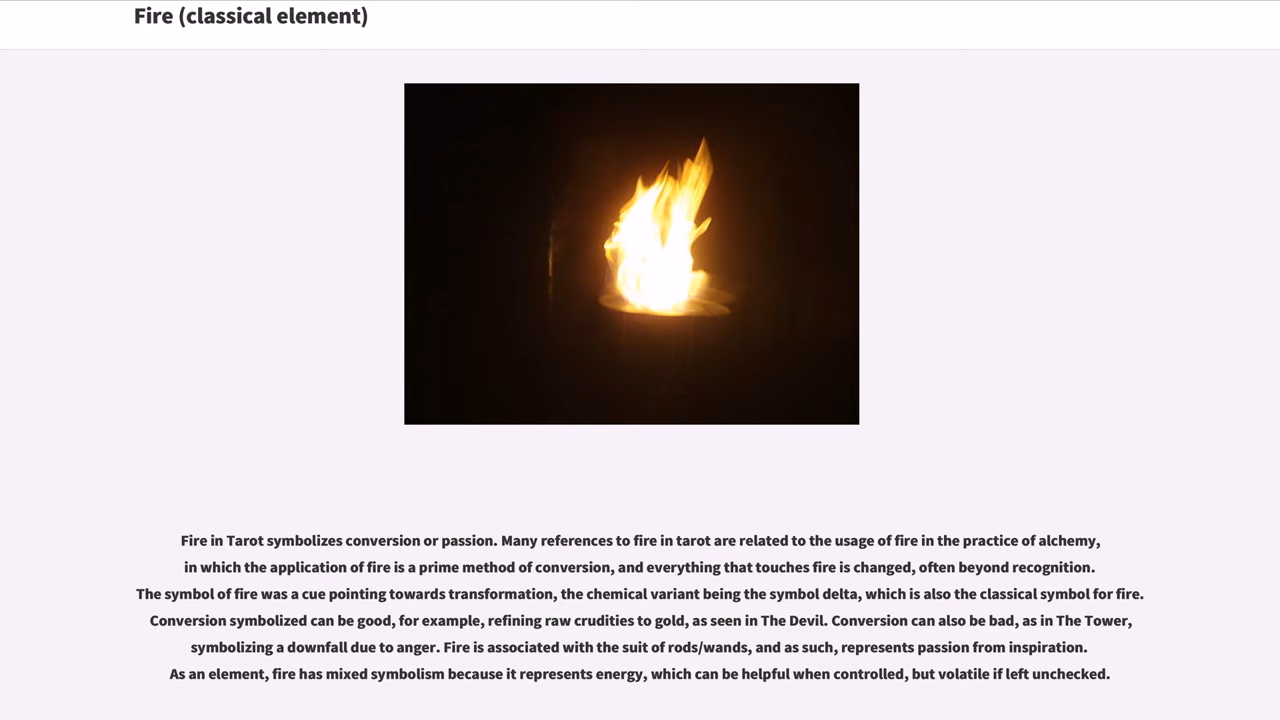 Fire (classical element)
Fire in Tarot symbolizes conversion or passion. Many references to fire in tarot are related to the usage of fire in the practice of alchemy,
in which the application of fire is a prime method of conversion, and everything that touches fire is changed, often beyond recognition.
The symbol of fire was a cue pointing towards transformation, the chemical variant being the symbol delta, which is also the classical symbol for fire.
Conversion symbolized can be good, for example, refining raw crudities to gold, as seen in The Devil. Conversion can also be bad, as in The Tower,
symbolizing a downfall due to anger. Fire is associated with the suit of rods/wands, and as such, represents passion from inspiration.
As an element, fire has mixed symbolism because it represents energy, which can be helpful when controlled, but volatile if left unchecked.